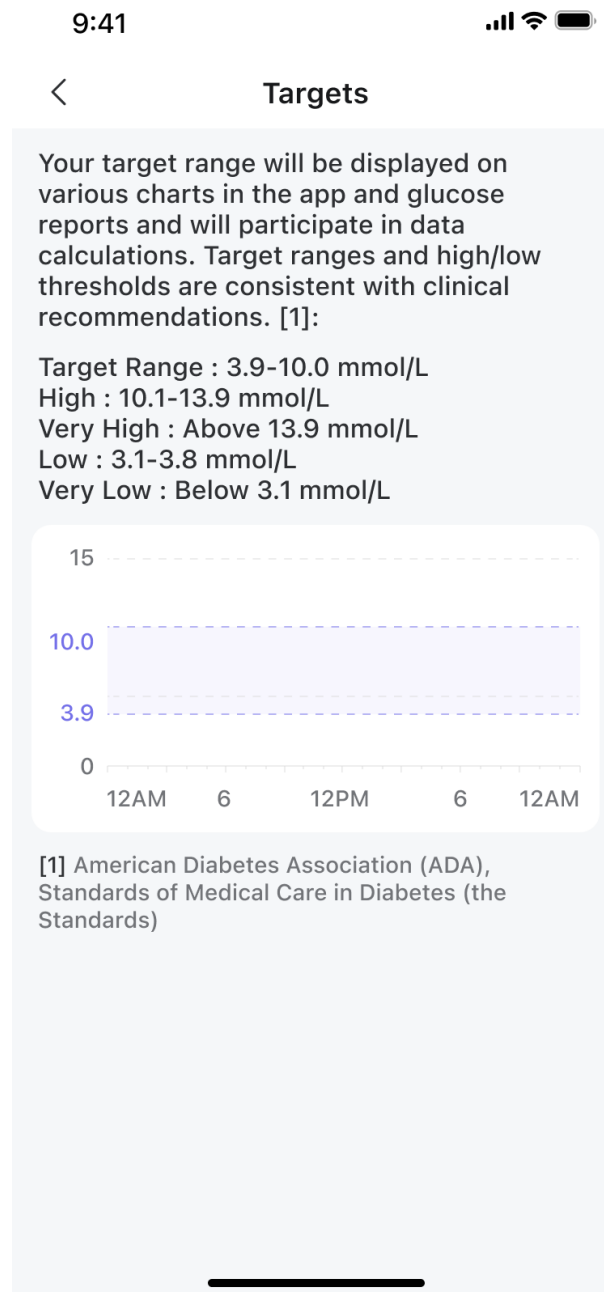 9:41
Targets
Your target range will be displayed on
various charts in the app and glucose
reports and will participate in data
calculations. Target ranges and high/low
thresholds are consistent with clinical
recommendations. [1]:
Target Range : 3.9-10.0 mmol/L
High : 10.1-13.9 mmol/L
Very High : Above 13.9 mmol/L
Low : 3.1-3.8 mmol/L
Very Low : Below 3.1 mmol/L
15
10.0
3.9
0
12AM 6 12PM 6 12AM
[1] American Diabetes Association (ADA),
Standards of Medical Care in Diabetes (the
Standards)